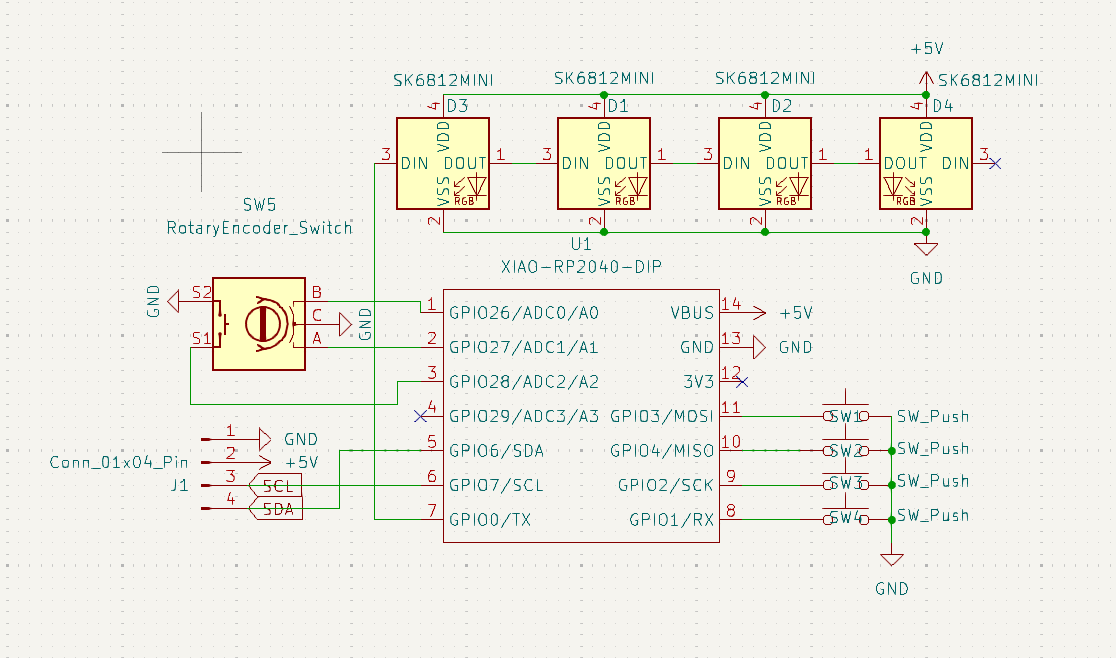 +5V
SK6812MINI SK6812MINI SK6812MINI SK6812MINI
4 D3 4 D1 4 D2 4 D4
VDD VDD VDD VDD
3 DIN DOUT 1 3 DIN DOUT 1 3 DIN DOUT 1 1 DOUT DIN 3
VSS VSS VSS VSS
RGB RGB RGB RGB
2 2 2 2
GND
SW5
RotaryEncoder_Switch
GND S2 B
C GND
S1 A
U1
XIAO-RP2040-DIP
1 GPIO26/ADC0/A0 VBUS 14 +5V
2 GPIO27/ADC1/A1 GND 13 GND
3 GPIO28/ADC2/A2 3V3 12
4 GPIO29/ADC3/A3 GPIO3/MOSI 11 SW1 SW_Push
5 GPIO6/SDA GPIO4/MISO 10 SW2 SW_Push
6 GPIO7/SCL GPIO2/SCK 9 SW3 SW_Push
7 GPIO0/TX GPIO1/RX 8 SW4 SW_Push
GND
1 GND
Conn_01x04_Pin 2 +5V
J1 3 SCL
4 SDA